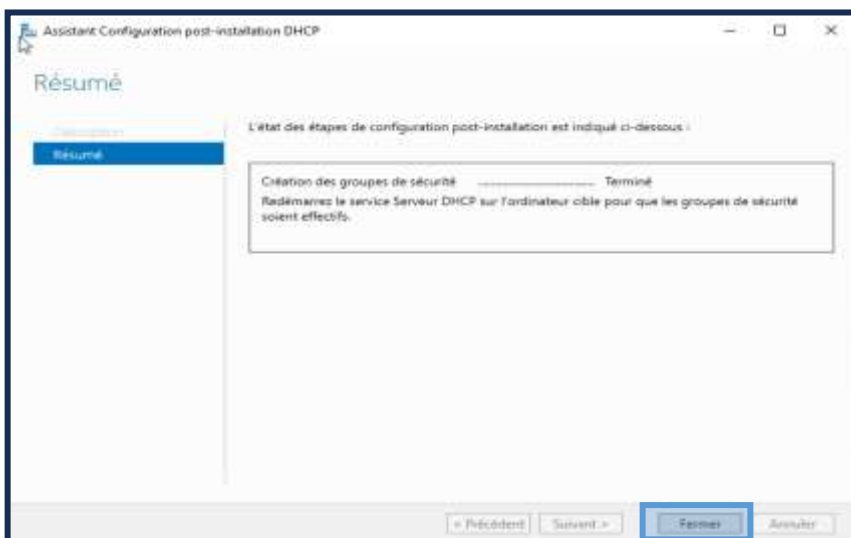 Assistant Configuration post-installation DHCP
Résumé
Description
Résumé
L'état des étapes de configuration post-installation est indiqué ci-dessous :
Création des groupes de sécurité ........................ Terminé
Redémarrez le service Serveur DHCP sur l'ordinateur cible pour que les groupes de sécurité
soient effectifs.
< Précédent Suivant > Fermer Annuler